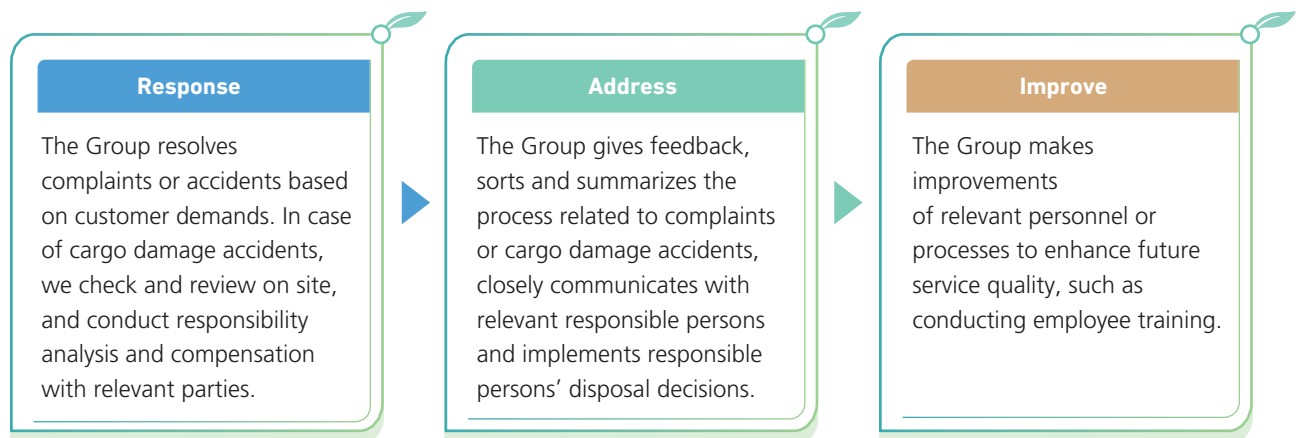 Response
The Group resolves
complaints or accidents based
on customer demands. In case
of cargo damage accidents,
we check and review on site,
and conduct responsibility
analysis and compensation
with relevant parties.
Address
The Group gives feedback,
sorts and summarizes the
process related to complaints
or cargo damage accidents,
closely communicates with
relevant responsible persons
and implements responsible
persons’ disposal decisions.
Improve
The Group makes
improvements
of relevant personnel or
processes to enhance future
service quality, such as
conducting employee training.